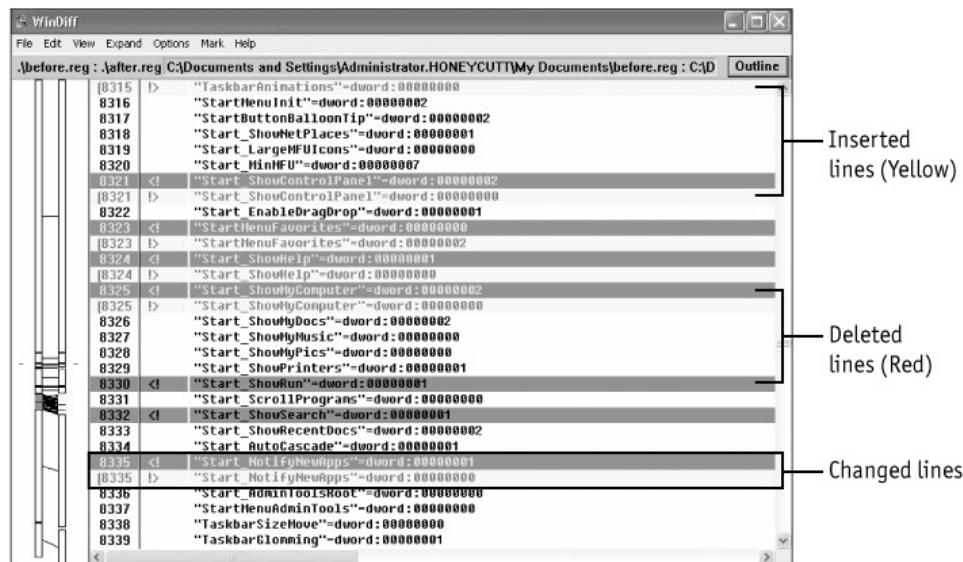 WinDiff
File Edit View Expand Options Mark Help
.\before.reg : .\after.reg C:\Documents and Settings\Administrator.HONEYCUTT\My Documents\before.reg : C:\D Outline
(8315 !> "TaskbarAnimations"=dword:00000000
8316 "StartMenuInit"=dword:00000002
8317 "StartButtonBalloonTip"=dword:00000002
8318 "Start_ShowNetPlaces"=dword:00000001
8319 "Start_LargeMFUIcons"=dword:00000000
8320 "Start_MinMFU"=dword:00000007
8321 <! "Start_ShowControlPanel"=dword:00000002
(8321 !> "Start_ShowControlPanel"=dword:00000000
8322 "Start_EnableDragDrop"=dword:00000001
8323 <! "StartMenuFavorites"=dword:00000000
(8323 !> "StartMenuFavorites"=dword:00000002
8324 <! "Start_ShowHelp"=dword:00000001
(8324 !> "Start_ShowHelp"=dword:00000000
8325 <! "Start_ShowMyComputer"=dword:00000002
(8325 !> "Start_ShowMyComputer"=dword:00000000
8326 "Start_ShowMyDocs"=dword:00000002
8327 "Start_ShowMyMusic"=dword:00000000
8328 "Start_ShowMyPics"=dword:00000000
8329 "Start_ShowPrinters"=dword:00000001
8330 <! "Start_ShowRun"=dword:00000001
8331 "Start_ScrollPrograms"=dword:00000000
8332 <! "Start_ShowSearch"=dword:00000001
8333 "Start_ShowRecentDocs"=dword:00000002
8334 "Start_AutoCascade"=dword:00000001
8335 <! "Start_NotifyNewApps"=dword:00000001
(8335 !> "Start_NotifyNewApps"=dword:00000000
8336 "Start_AdminToolsRoot"=dword:00000000
8337 "StartMenuAdminTools"=dword:00000000
8338 "TaskbarSizeMove"=dword:00000000
8339 "TaskbarGlomming"=dword:00000001
Inserted
lines (Yellow)
Deleted
lines (Red)
Changed lines